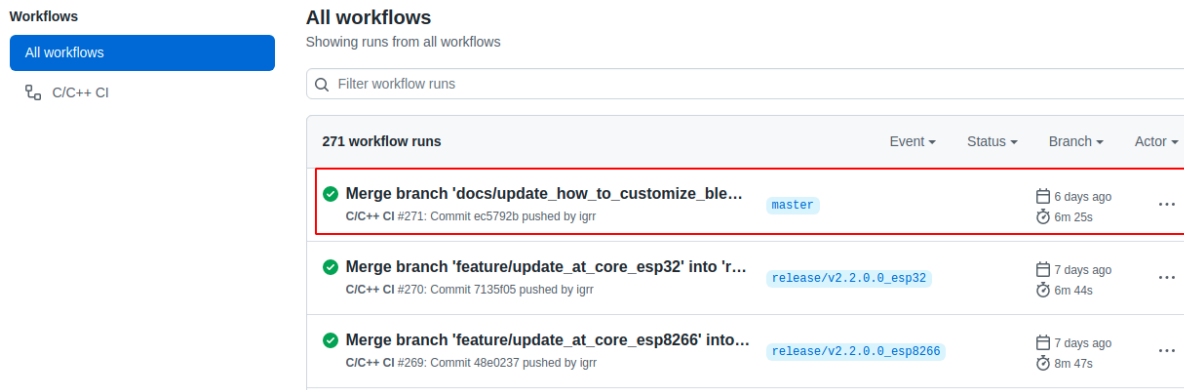 Workflows
All workflows
C/C++ CI
All workflows
Showing runs from all workflows
Filter workflow runs
271 workflow runs Event Status Branch Actor
Merge branch 'docs/update_how_to_customize_ble...
C/C++ CI #271: Commit ec5792b pushed by igrr
master
6 days ago
6m 25s
Merge branch 'feature/update_at_core_esp32' into 'r...
C/C++ CI #270: Commit 7135f05 pushed by igrr
release/v2.2.0.0_esp32
7 days ago
6m 44s
Merge branch 'feature/update_at_core_esp8266' into...
C/C++ CI #269: Commit 48e0237 pushed by igrr
release/v2.2.0.0_esp8266
7 days ago
8m 47s